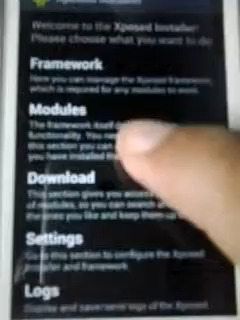 Welcome to the Xposed Installer!
Please choose what you want to do
Framework
Here you can manage the Xposed framework,
which is required for any modules to work.
Modules
The framework itself
functionality. You
this section you can
you have installed the
Download
This section gives you
of modules, so you can search
the ones you like and keep them up
Settings
Go to this section to configure the Xposed
installer and framework.
Logs
Display and save/send logs of the Xposed